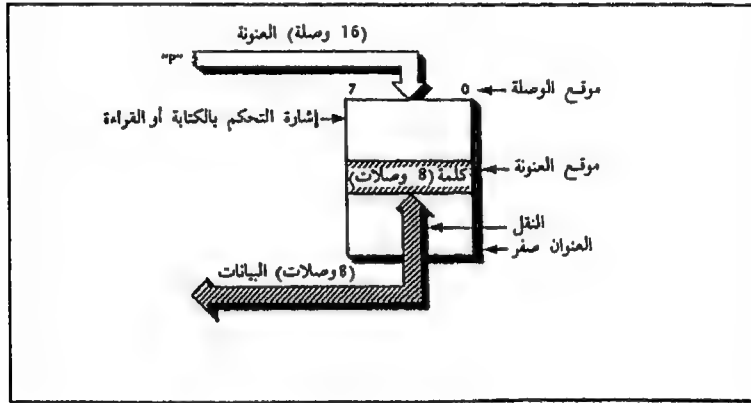 (16 وصلة) العنونة
"P"
7
0
موقع الوصلة
إشارة التحكم بالكتابة أو القراءة
كلمة (8 وصلات)
موقع العنونة
النقل
العنوان صفر
(8 وصلات) البيانات